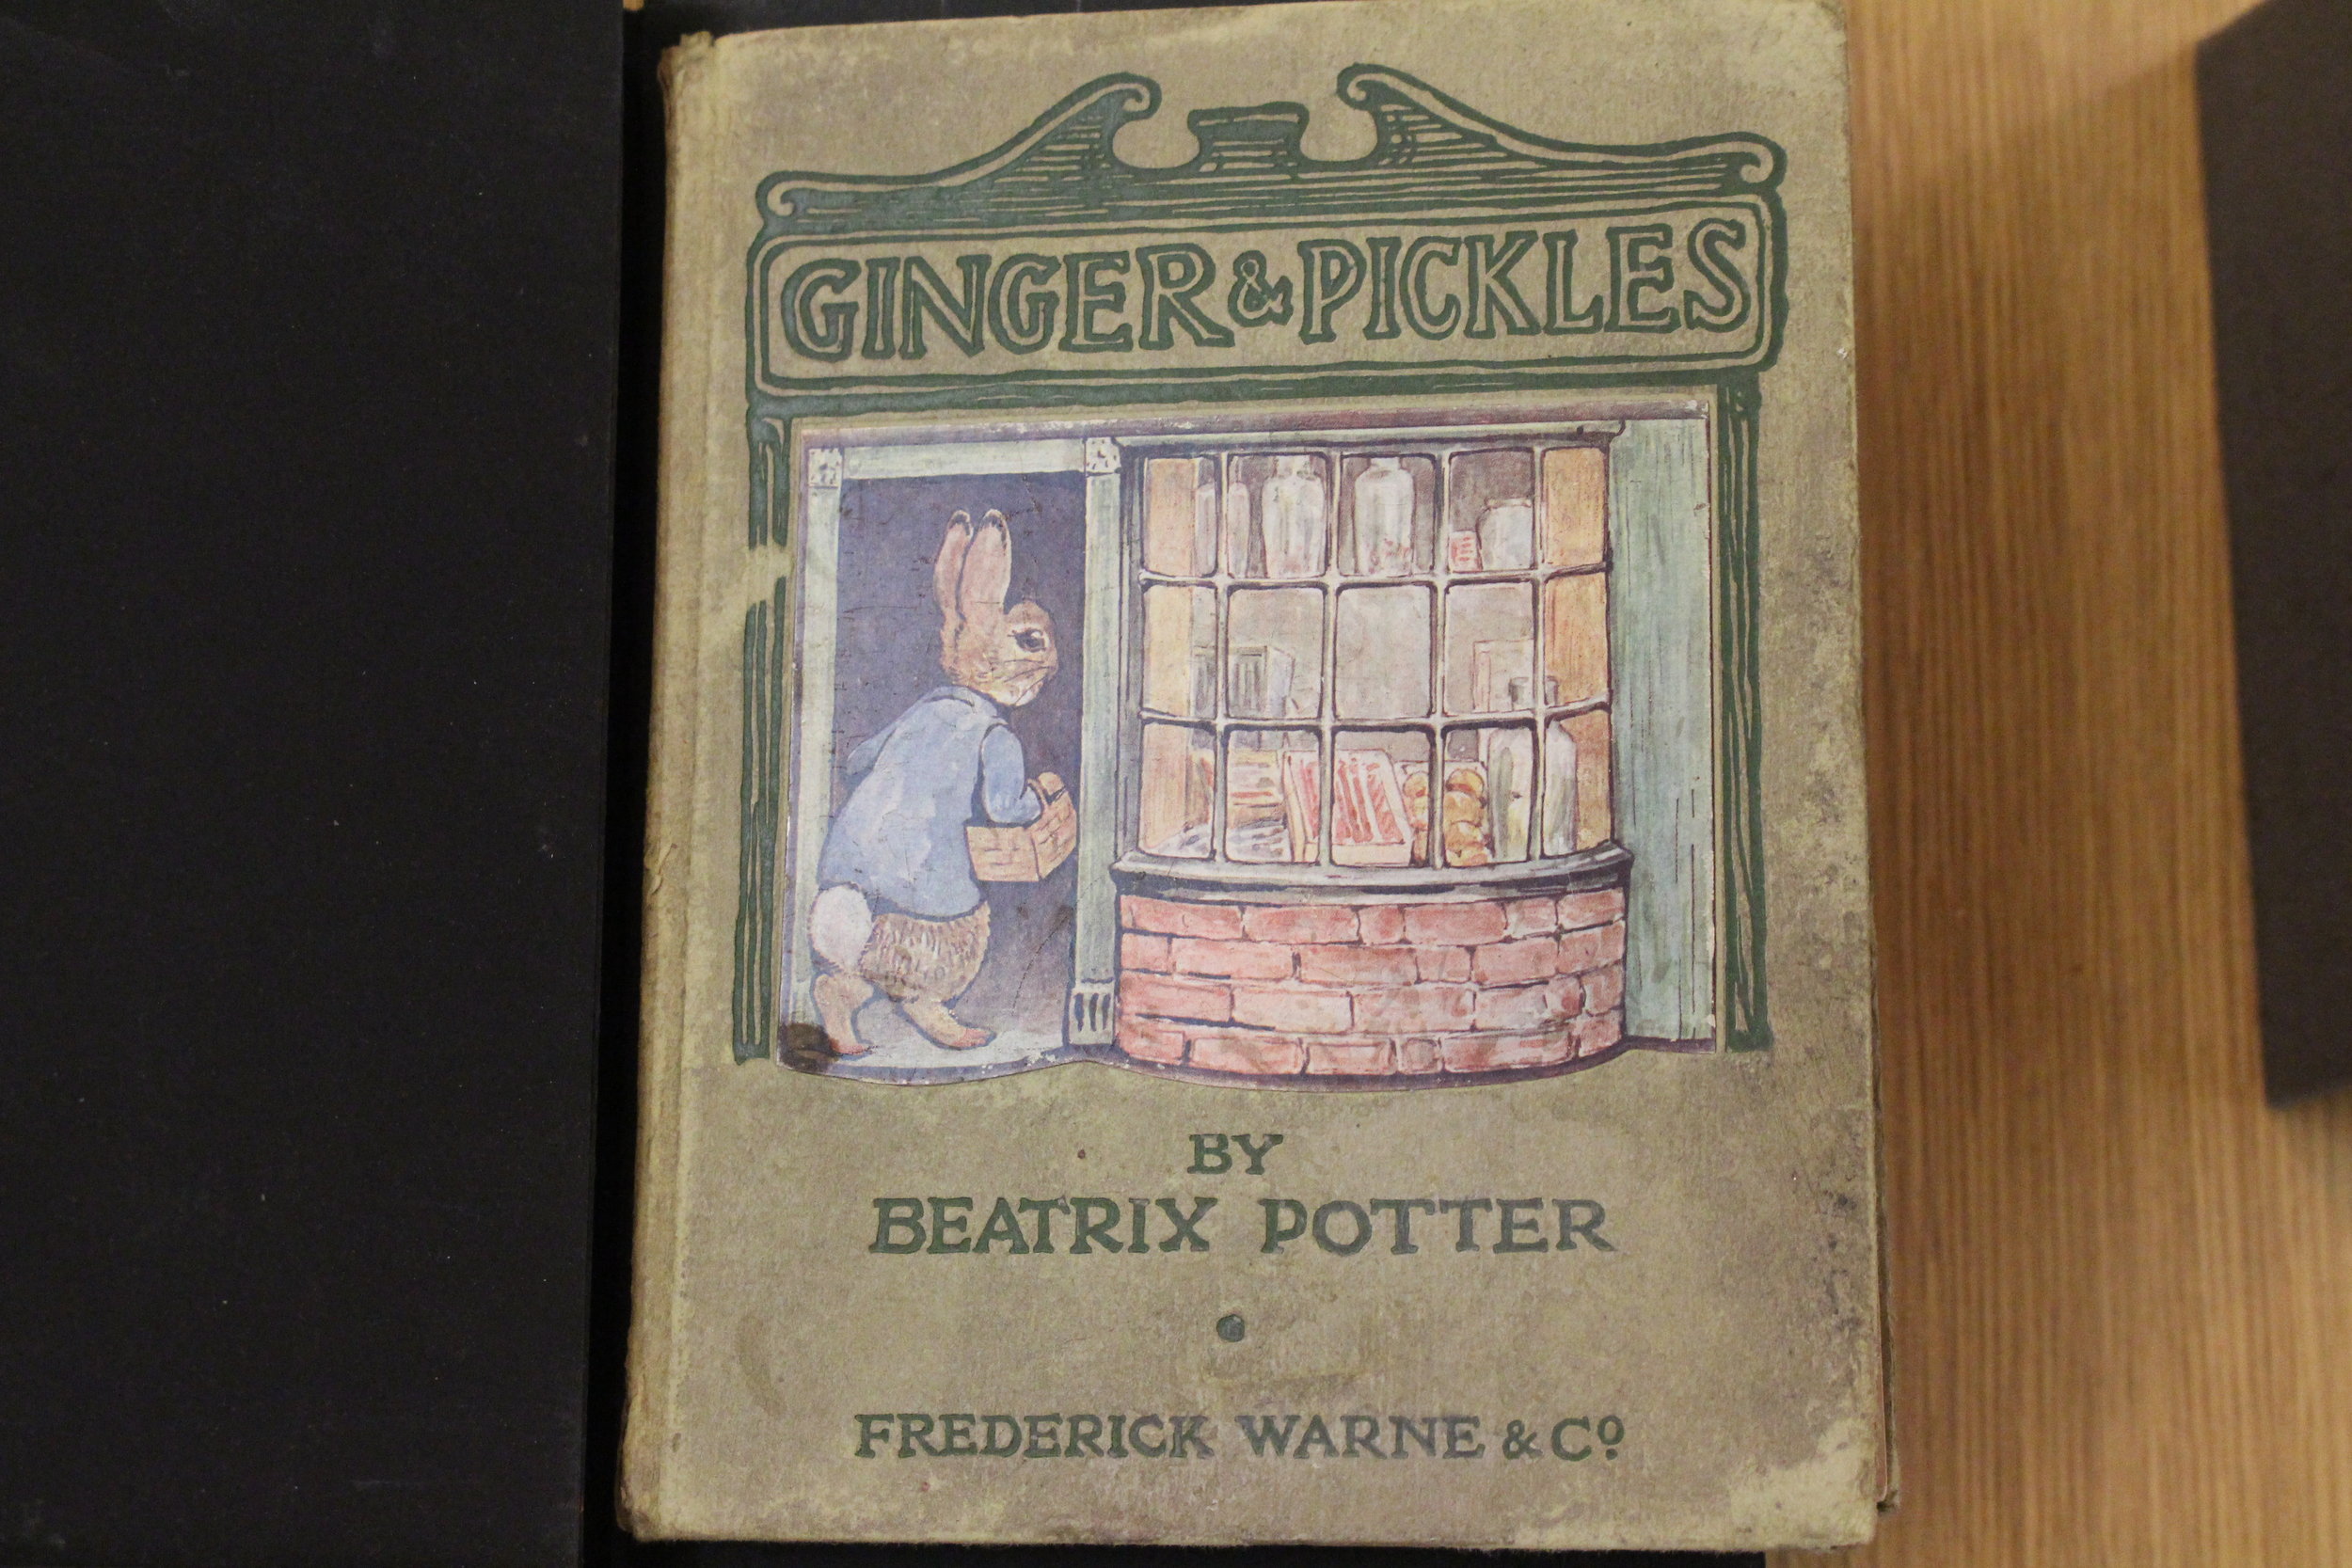 GINGER & PICKLES
BY
BEATRIX POTTER
FREDERICK WARNE & Cº